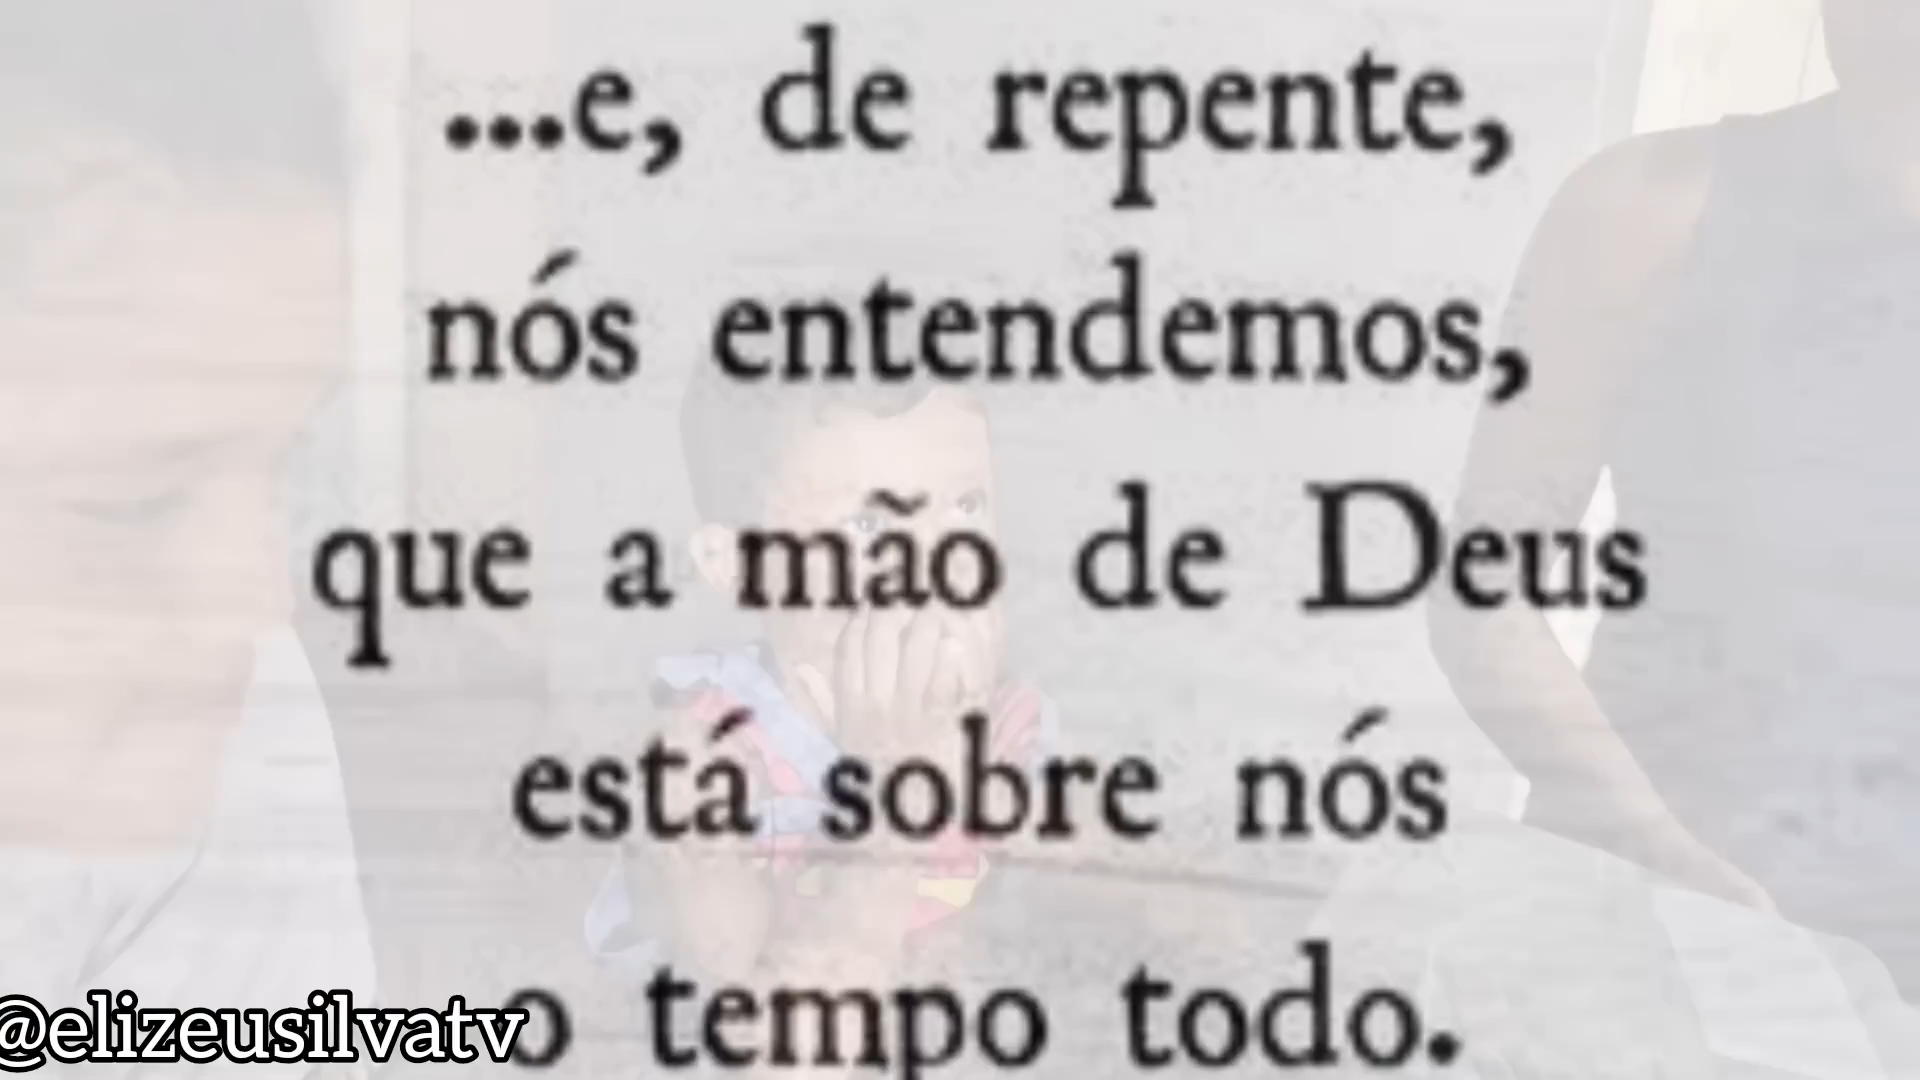 ...e, de repente,
nós entendemos,
que a mão de Deus
está sobre nós
o tempo todo.
@elizeusilvatv